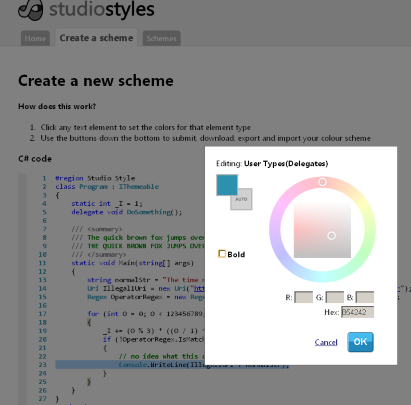 studiostyles
Home Create a scheme Schemes
Create a new scheme
How does this work?
1. Click any text element to set the colors for that element type
2. Use the buttons down the bottom to submit, download, export and import your colour scheme
C# code
1 #region Studio Style
2 class Program : IThemeable
3 {
4 static int _I = 1;
5 delegate void DoSomething();
6
7 /// <summary>
8 /// The quick brown fox jumps over
9 /// THE QUICK BROWN FOX JUMPS OVER
10 /// </summary>
11 static void Main(string[] args)
12 {
13 string normalStr = "The time
14 Uri IllegalUri = new Uri("
15 Regex OperatorRegex = new Rege
16
17 for (int O = 0; O < 123456789;
18 {
19 _I += (O % 3) * ((O / 1) ^
20 if (!OperatorRegex.IsMatch
21 {
22 // no idea what this
23 Console.WriteLine(
24 }
25 }
26 }
27 }
Editing: User Types(Delegates)
AUTO
Bold
R: G: B:
Hex: B54242
Cancel OK